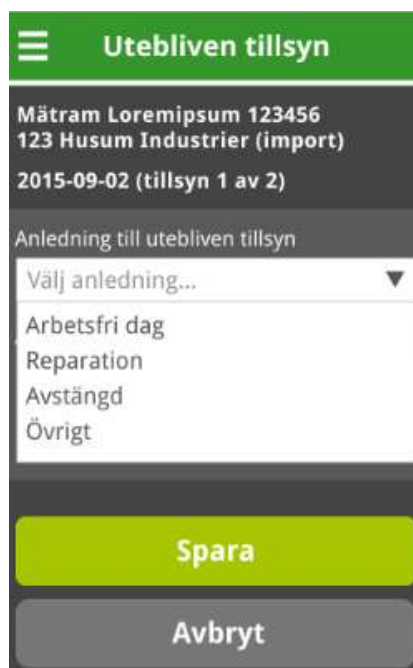 Utebliven tillsyn
Mätram Loremipsum 123456
123 Husum Industrier (import)
2015-09-02 (tillsyn 1 av 2)
Anledning till utebliven tillsyn
Välj anledning...
Arbetsfri dag
Reparation
Avstängd
Övrigt
Spara
Avbryt